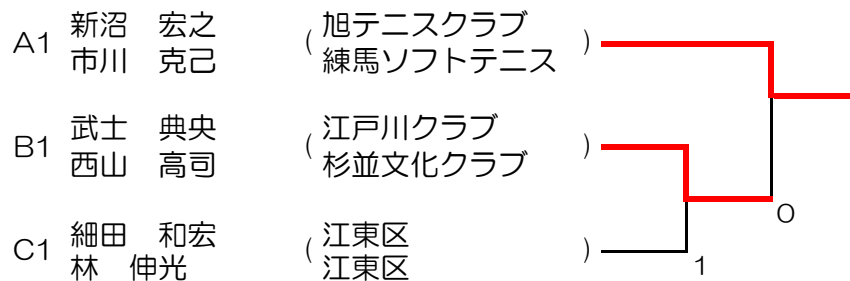 A1 新沼 宏之 ( 旭テニスクラブ )
市川 克己 練馬ソフトテニス
B1 武士 典央 ( 江戸川クラブ )
西山 高司 杉並文化クラブ
0
C1 細田 和宏 ( 江東区 )
林 伸光 江東区
1